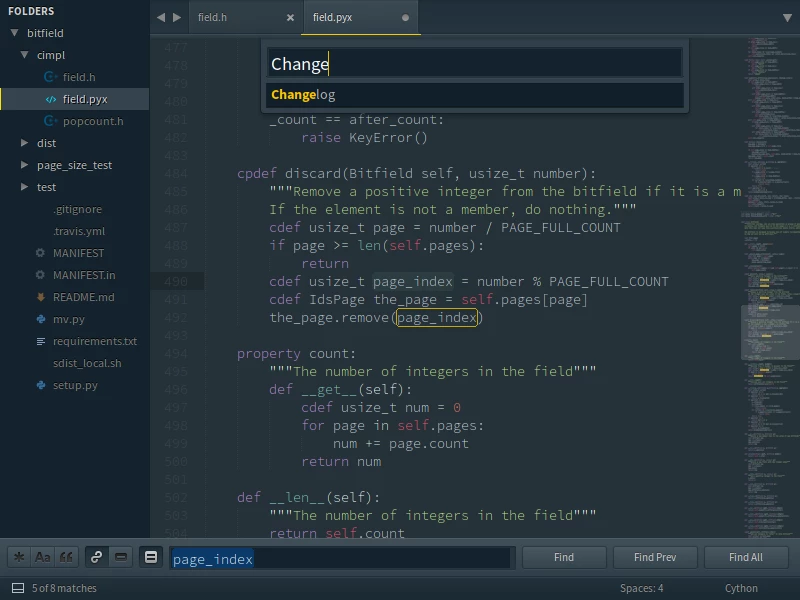 FOLDERS
bitfield
cimpl
field.h
field.pyx
popcount.h
dist
page_size_test
test
.gitignore
.travis.yml
MANIFEST
MANIFEST.in
README.md
mv.py
requirements.txt
sdist_local.sh
setup.py
field.h
field.pyx
Change
Changelog
477
478
479
480
481 _count == after_count:
482 raise KeyError()
483
484 cpdef discard(Bitfield self, usize_t number):
485 """Remove a positive integer from the bitfield if it is a m
486 If the element is not a member, do nothing."""
487 cdef usize_t page = number / PAGE_FULL_COUNT
488 if page >= len(self.pages):
489 return
490 cdef usize_t page_index = number % PAGE_FULL_COUNT
491 cdef IdsPage the_page = self.pages[page]
492 the_page.remove(page_index)
493
494 property count:
495 """The number of integers in the field"""
496 def __get__(self):
497 cdef usize_t num = 0
498 for page in self.pages:
499 num += page.count
500 return num
501
502 def __len__(self):
503 """The number of integers in the field"""
504 return self.count
Aa
page_index
Find
Find Prev
Find All
5 of 8 matches
Spaces: 4
Cython